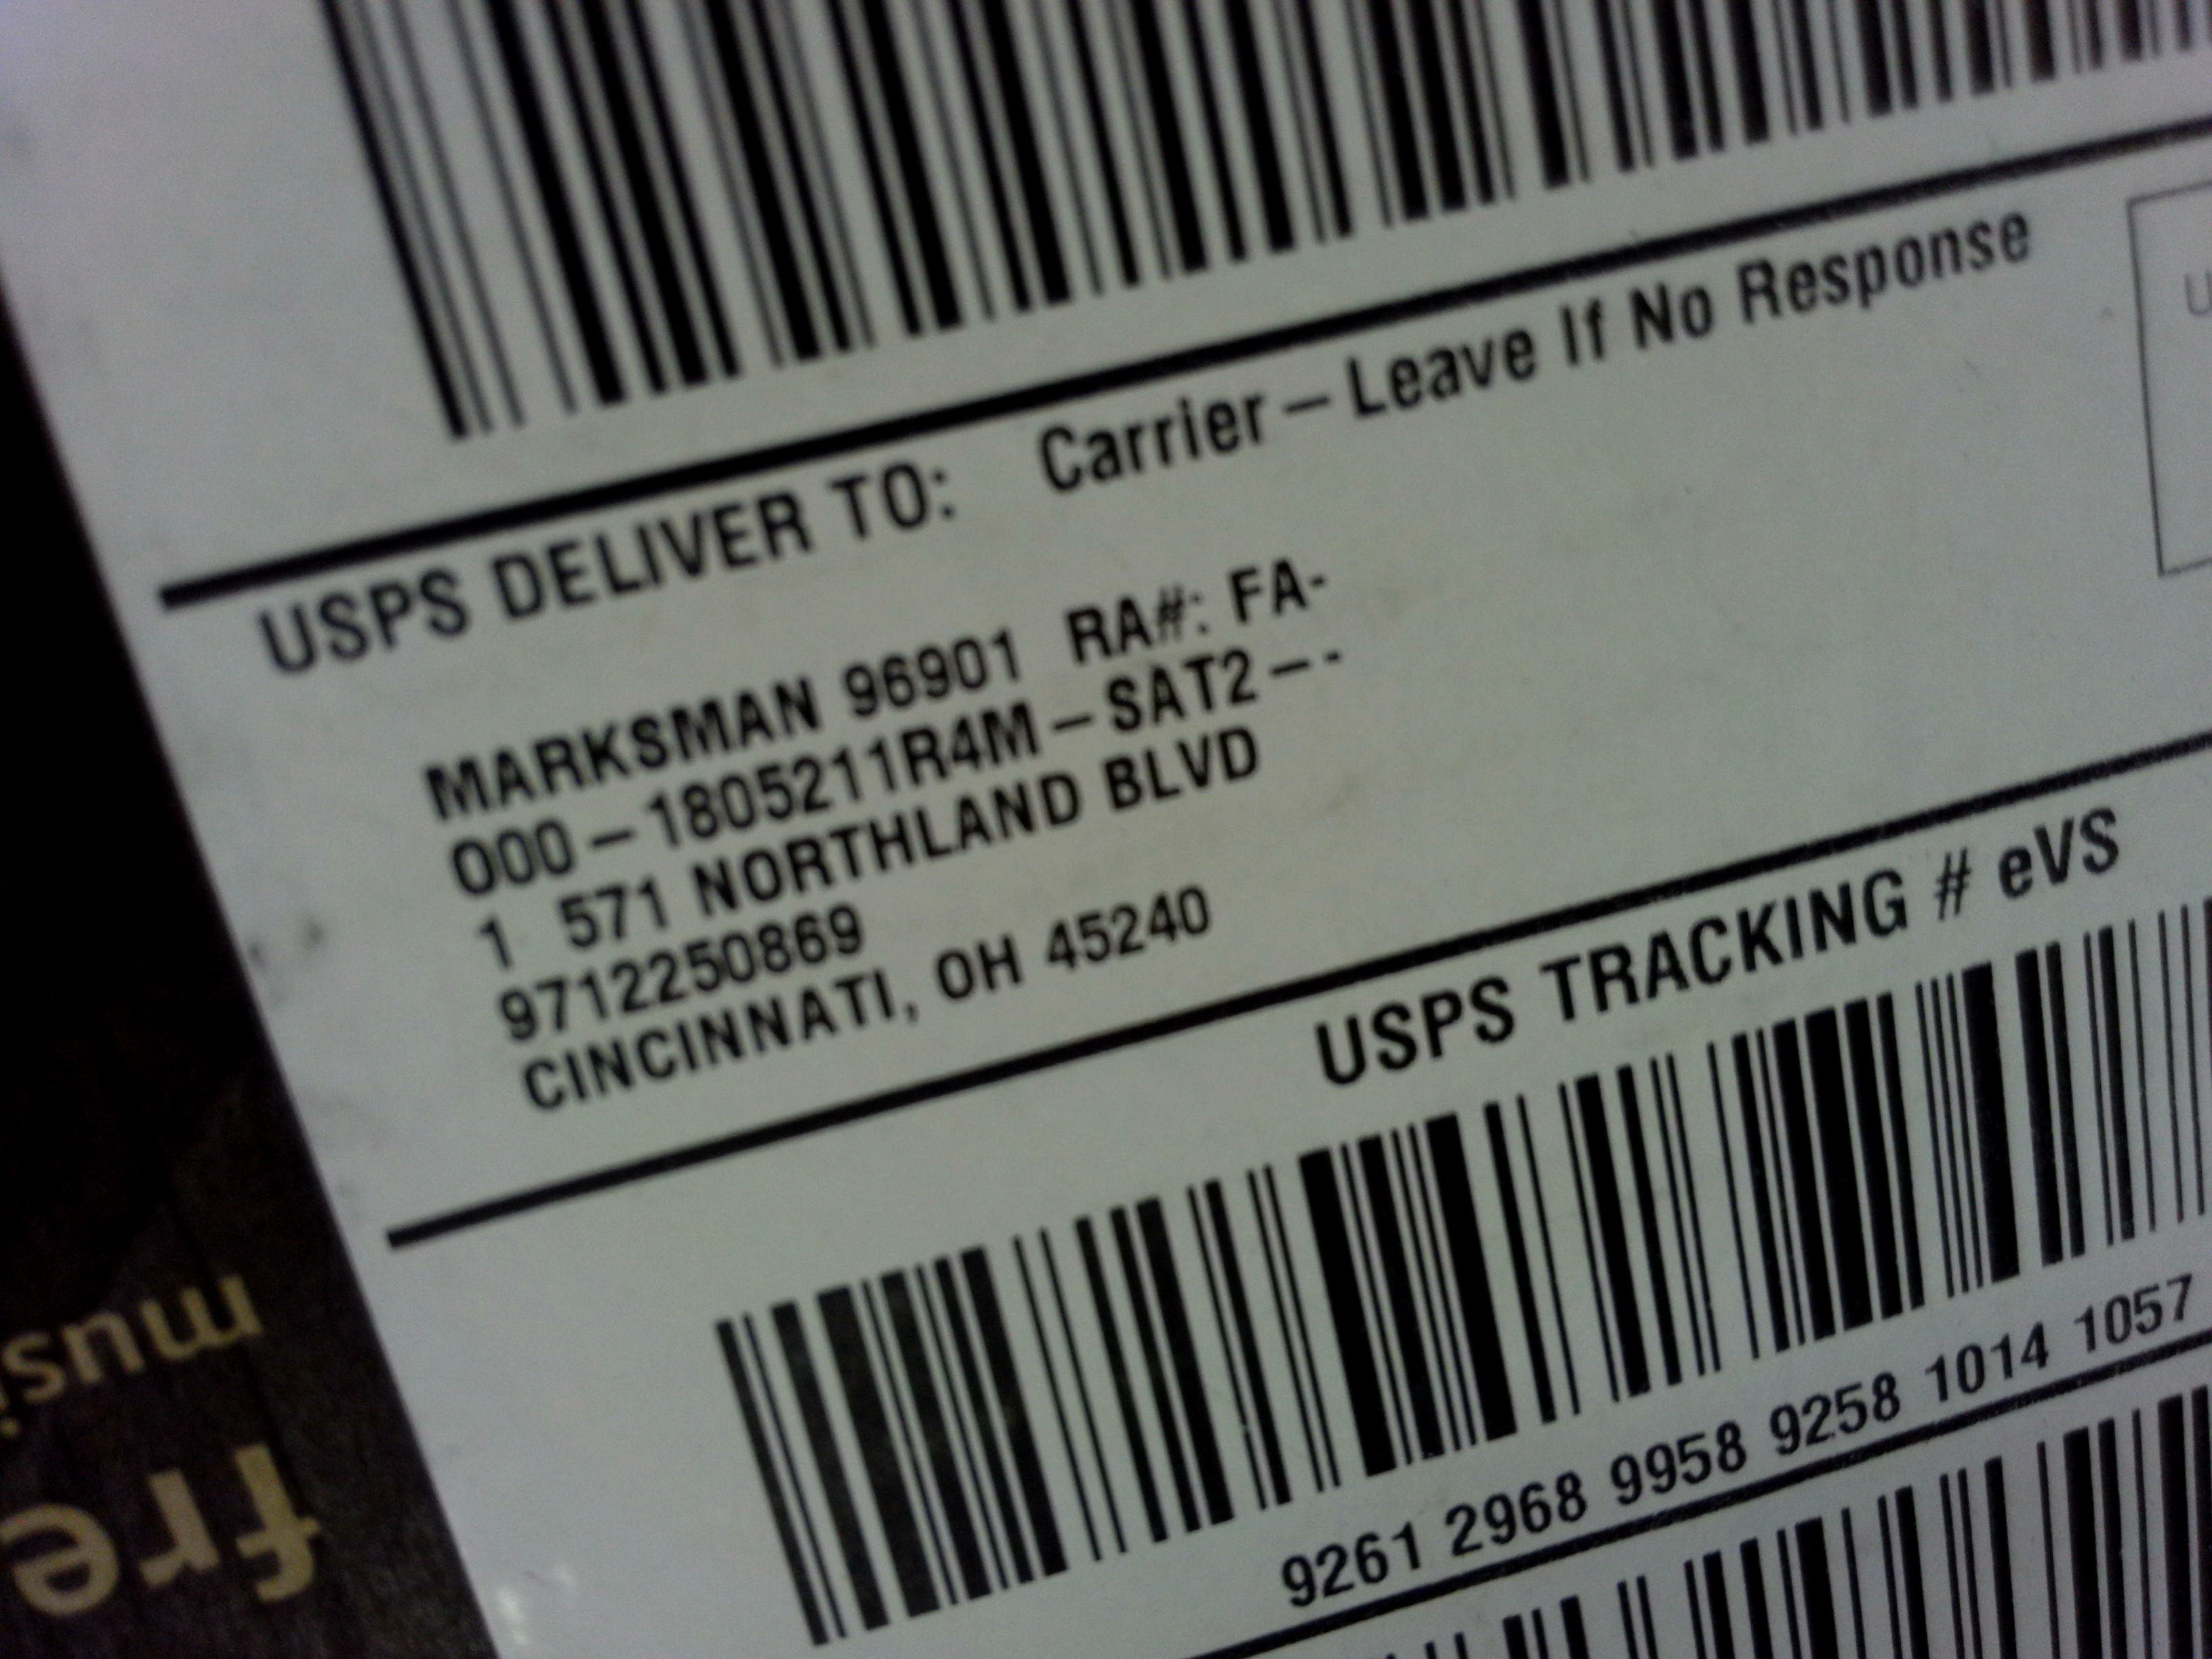 USPS DELIVER TO: Carrier – Leave If No Response
U
MARKSMAN 96901 RA#: FA-
000 – 1805211R4M – SAT2 – -
1 571 NORTHLAND BLVD
9712250869
CINCINNATI, OH 45240
USPS TRACKING # eVS
9261 2968 9958 9258 1014 1057
musi
fre